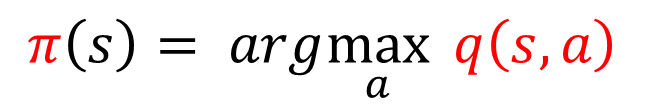 π(s) = argmax q(s, a)
a